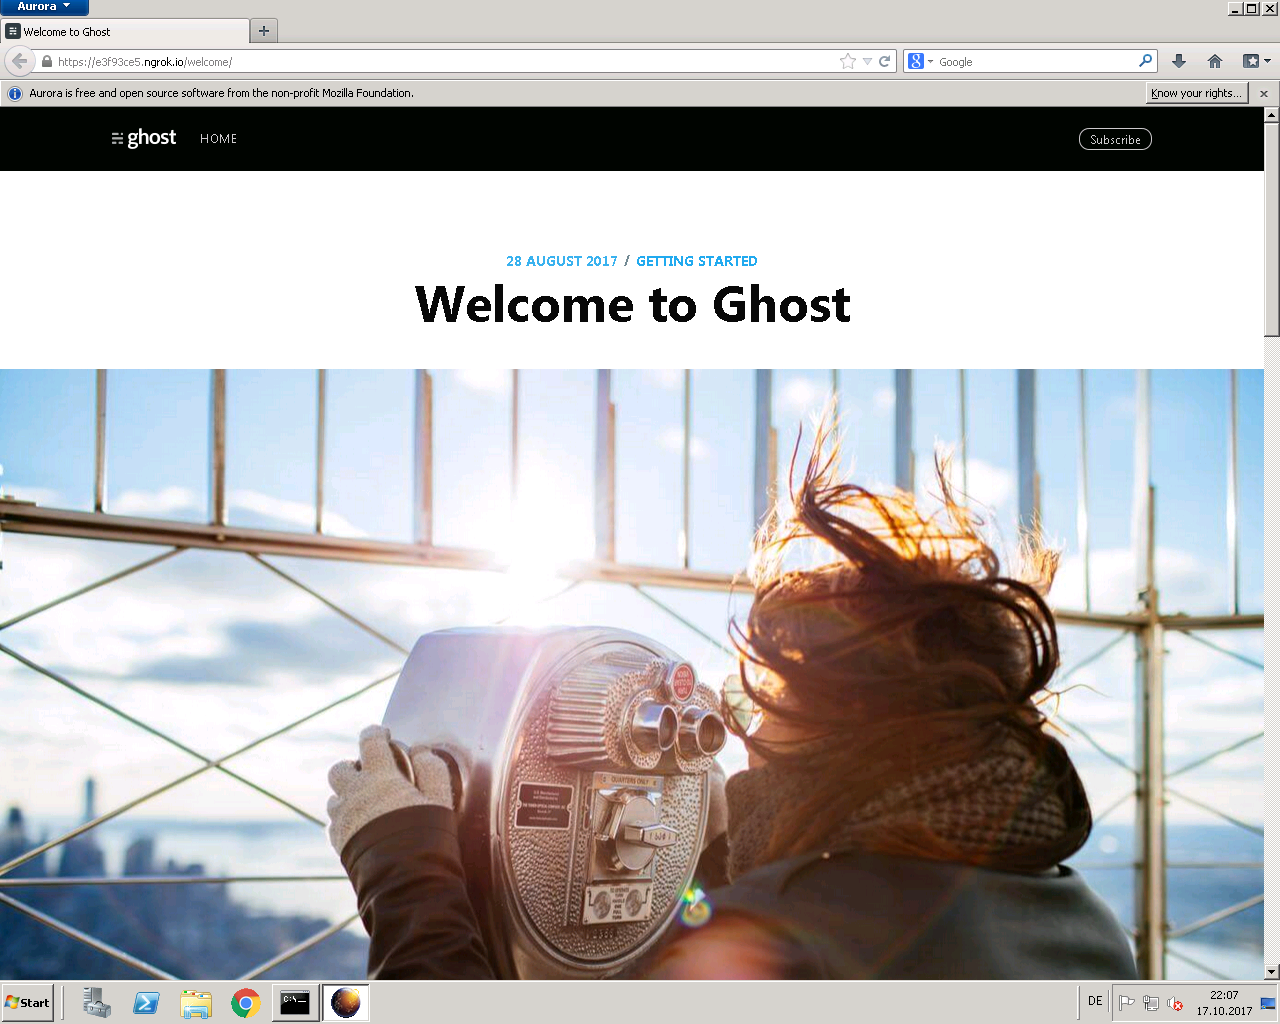 Aurora
Welcome to Ghost
https://e3f93ce5.ngrok.io/welcome/
Google
Aurora is free and open source software from the non-profit Mozilla Foundation.
Know your rights...
ghost
HOME
Subscribe
28 AUGUST 2017 / GETTING STARTED
Welcome to Ghost
QUARTERS ONLY
Start
C:\
DE
22:07
17.10.2017